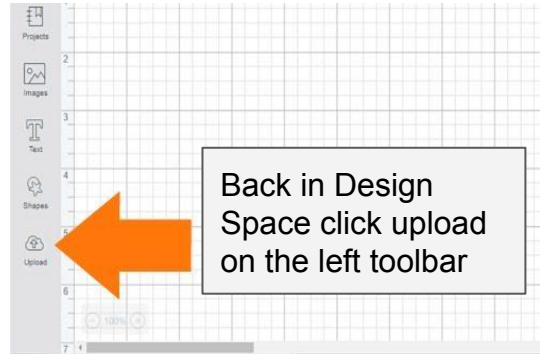 Projects
2
Images
3
Text
4
Shapes
5
Upload
6
100%
7
Back in Design
Space click upload
on the left toolbar